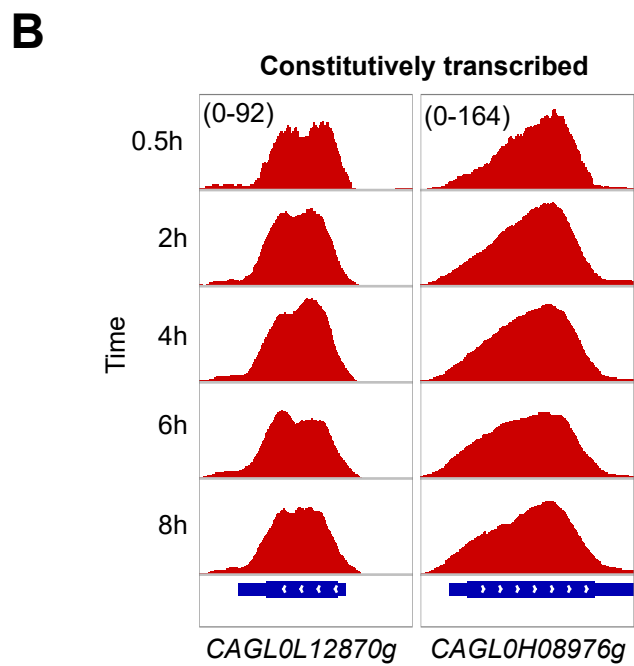 B
Constitutively transcribed
(0-92) (0-164)
0.5h
2h
4h
6h
8h
Time
CAGL0L12870g CAGL0H08976g